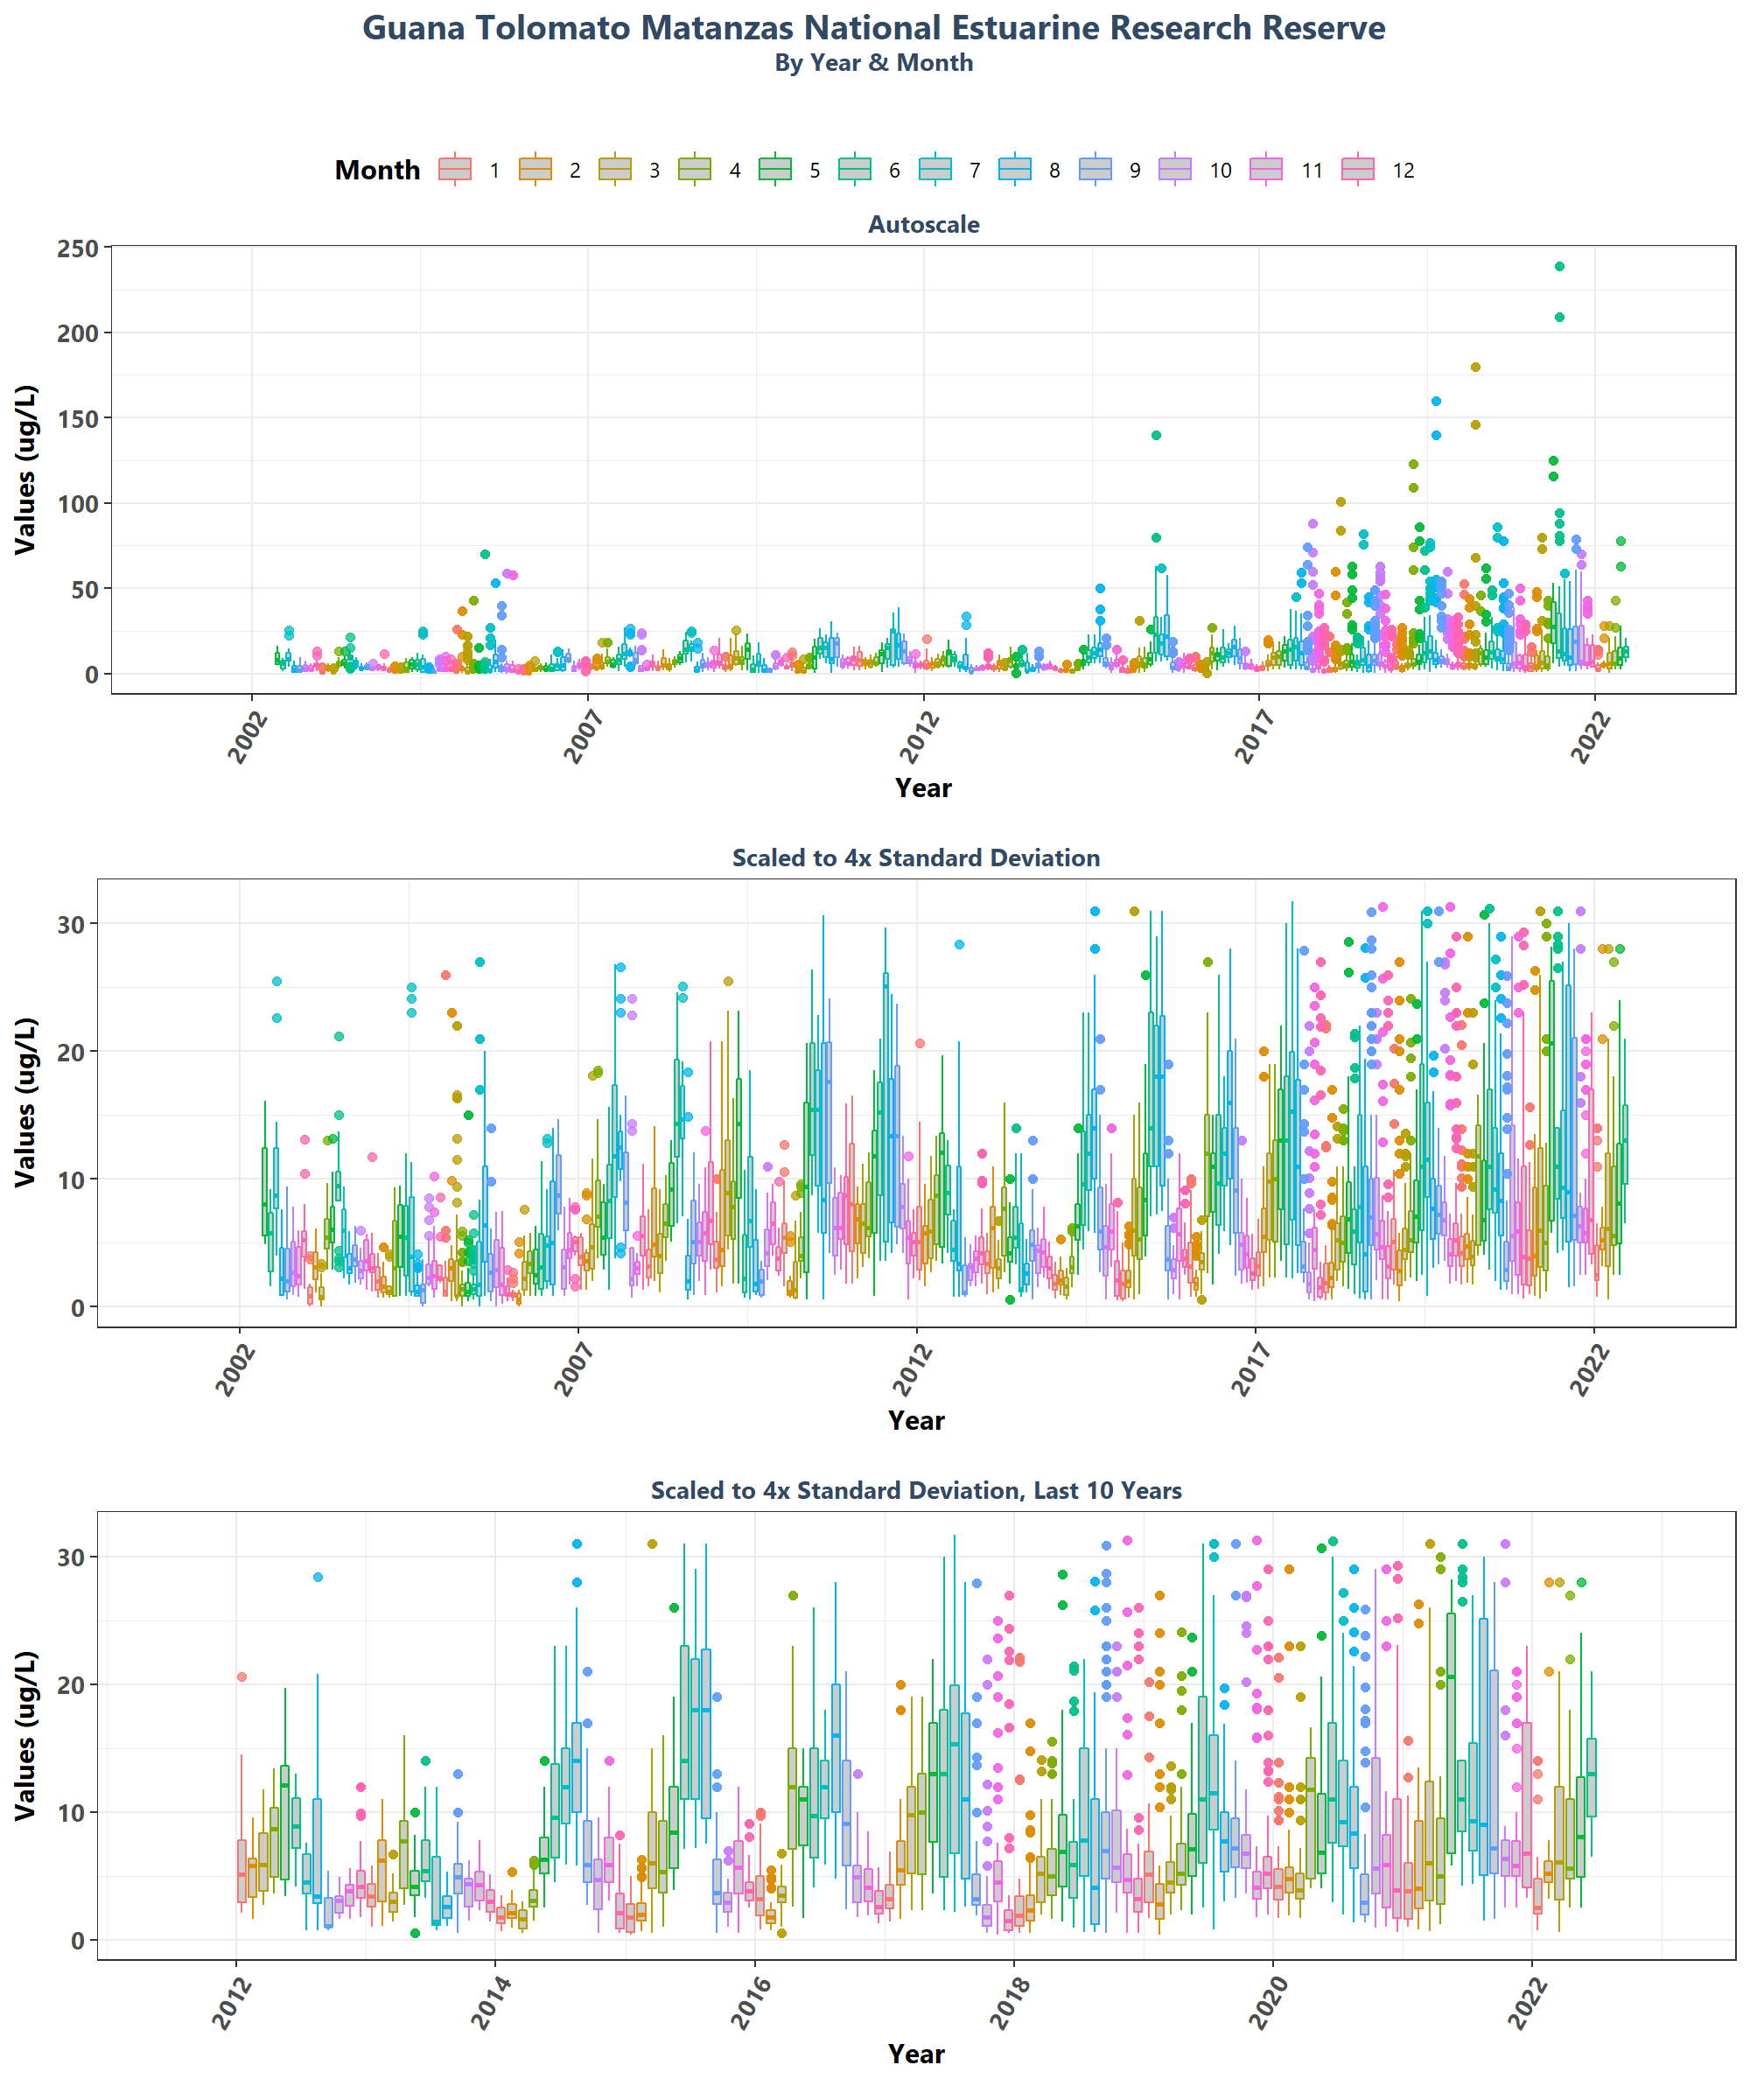 Guana Tolomato Matanzas National Estuarine Research Reserve
By Year & Month
Month 1 2 3 4 5 6 7 8 9 10 11 12
Autoscale
250
200
150
100
50
0
Values (ug/L)
2002 2007 2012 2017 2022
Year
Scaled to 4x Standard Deviation
30
20
10
0
Values (ug/L)
2002 2007 2012 2017 2022
Year
Scaled to 4x Standard Deviation, Last 10 Years
30
20
10
0
Values (ug/L)
2012 2014 2016 2018 2020 2022
Year